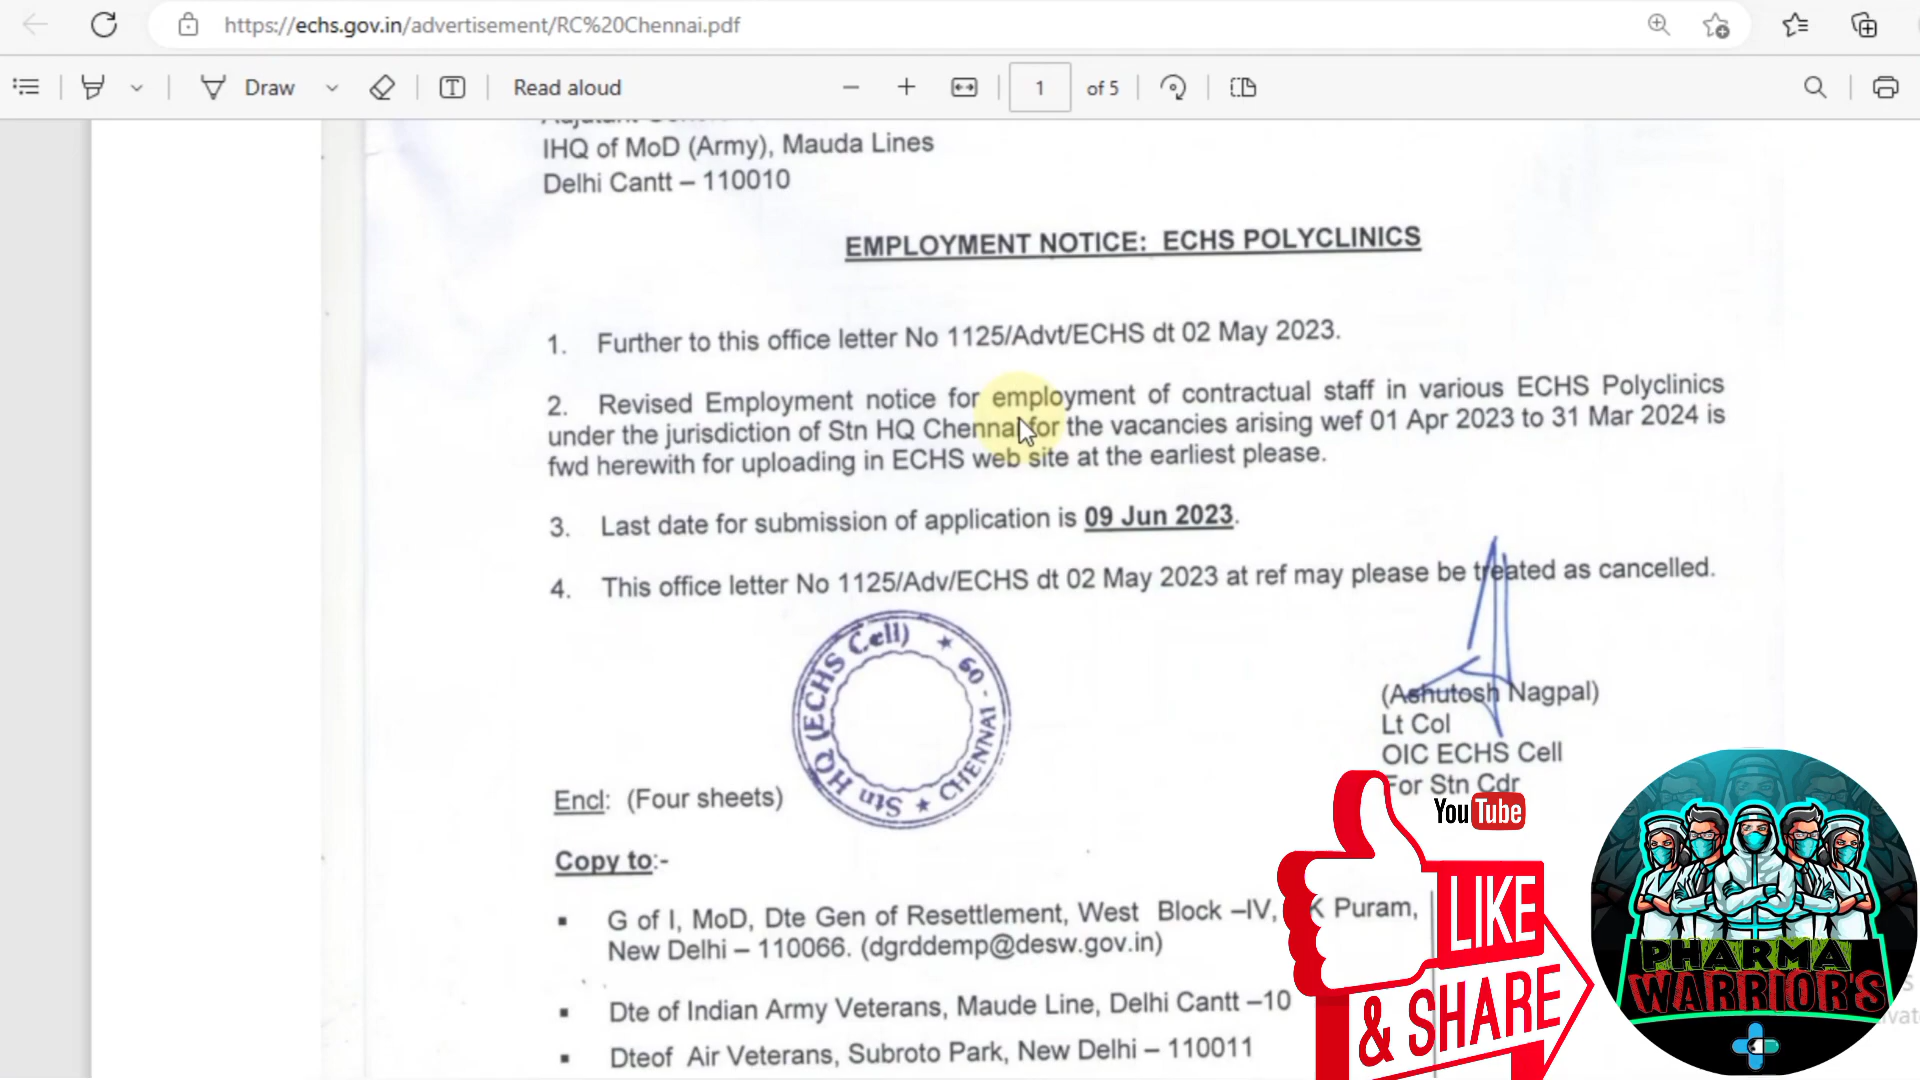 https://echs.gov.in/advertisement/RC%20Chennai.pdf
Draw
Read aloud
1 of 5
IHQ of MoD (Army), Mauda Lines
Delhi Cantt – 110010
EMPLOYMENT NOTICE: ECHS POLYCLINICS
1. Further to this office letter No 1125/Advt/ECHS dt 02 May 2023.
2. Revised Employment notice for employment of contractual staff in various ECHS Polyclinics
under the jurisdiction of Stn HQ Chennai for the vacancies arising wef 01 Apr 2023 to 31 Mar 2024 is
fwd herewith for uploading in ECHS web site at the earliest please.
3. Last date for submission of application is 09 Jun 2023.
4. This office letter No 1125/Adv/ECHS dt 02 May 2023 at ref may please be treated as cancelled.
Stn HQ (ECHS Cell) ★ CHENNAI - 09 ★
(Ashutosh Nagpal)
Lt Col
OIC ECHS Cell
For Stn Cdr
Encl: (Four sheets)
Copy to:-
▪ G of I, MoD, Dte Gen of Resettlement, West Block –IV, K Puram,
New Delhi – 110066. (dgrddemp@desw.gov.in)
▪ Dte of Indian Army Veterans, Maude Line, Delhi Cantt –10
▪ Dteof Air Veterans, Subroto Park, New Delhi – 110011
YouTube
LIKE
& SHARE
PHARMA
WARRIOR'S